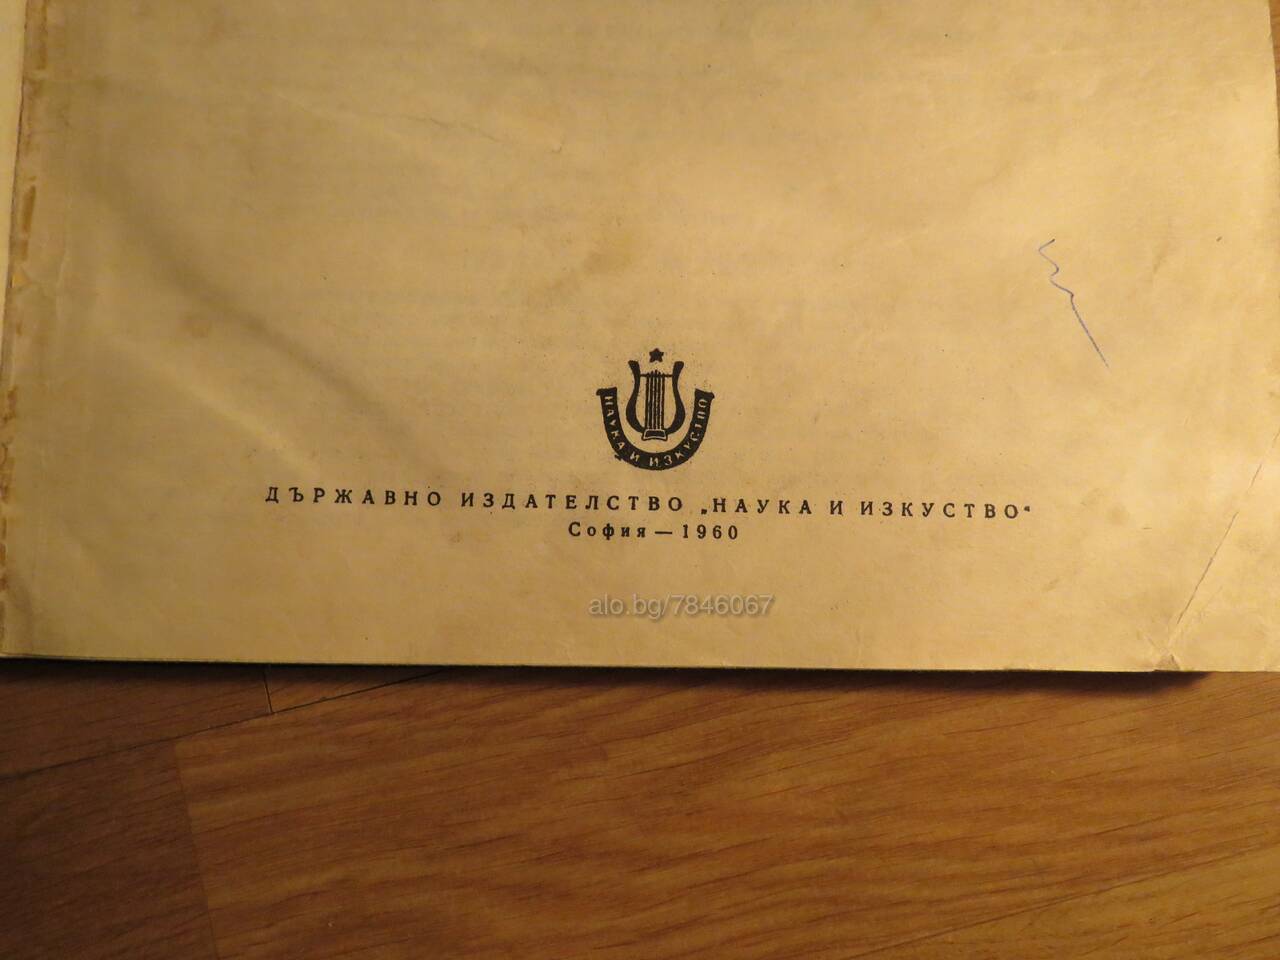 НАУКА И ИЗКУСТВО
ДЪРЖАВНО ИЗДАТЕЛСТВО „НАУКА И ИЗКУСТВО“
София — 1960
alo.bg/7846067